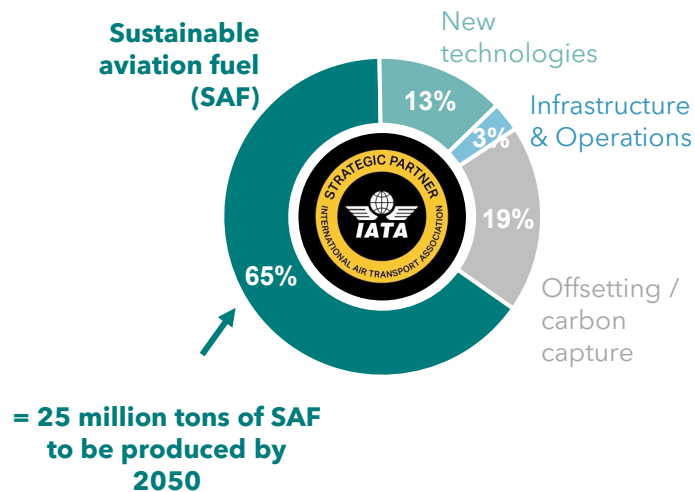 Sustainable
aviation fuel
(SAF)
New
technologies
13%
Infrastructure
& Operations
3%
19%
65%
STRATEGIC PARTNER
IATA
INTERNATIONAL AIR TRANSPORT ASSOCIATION
Offsetting /
carbon
capture
= 25 million tons of SAF
to be produced by
2050